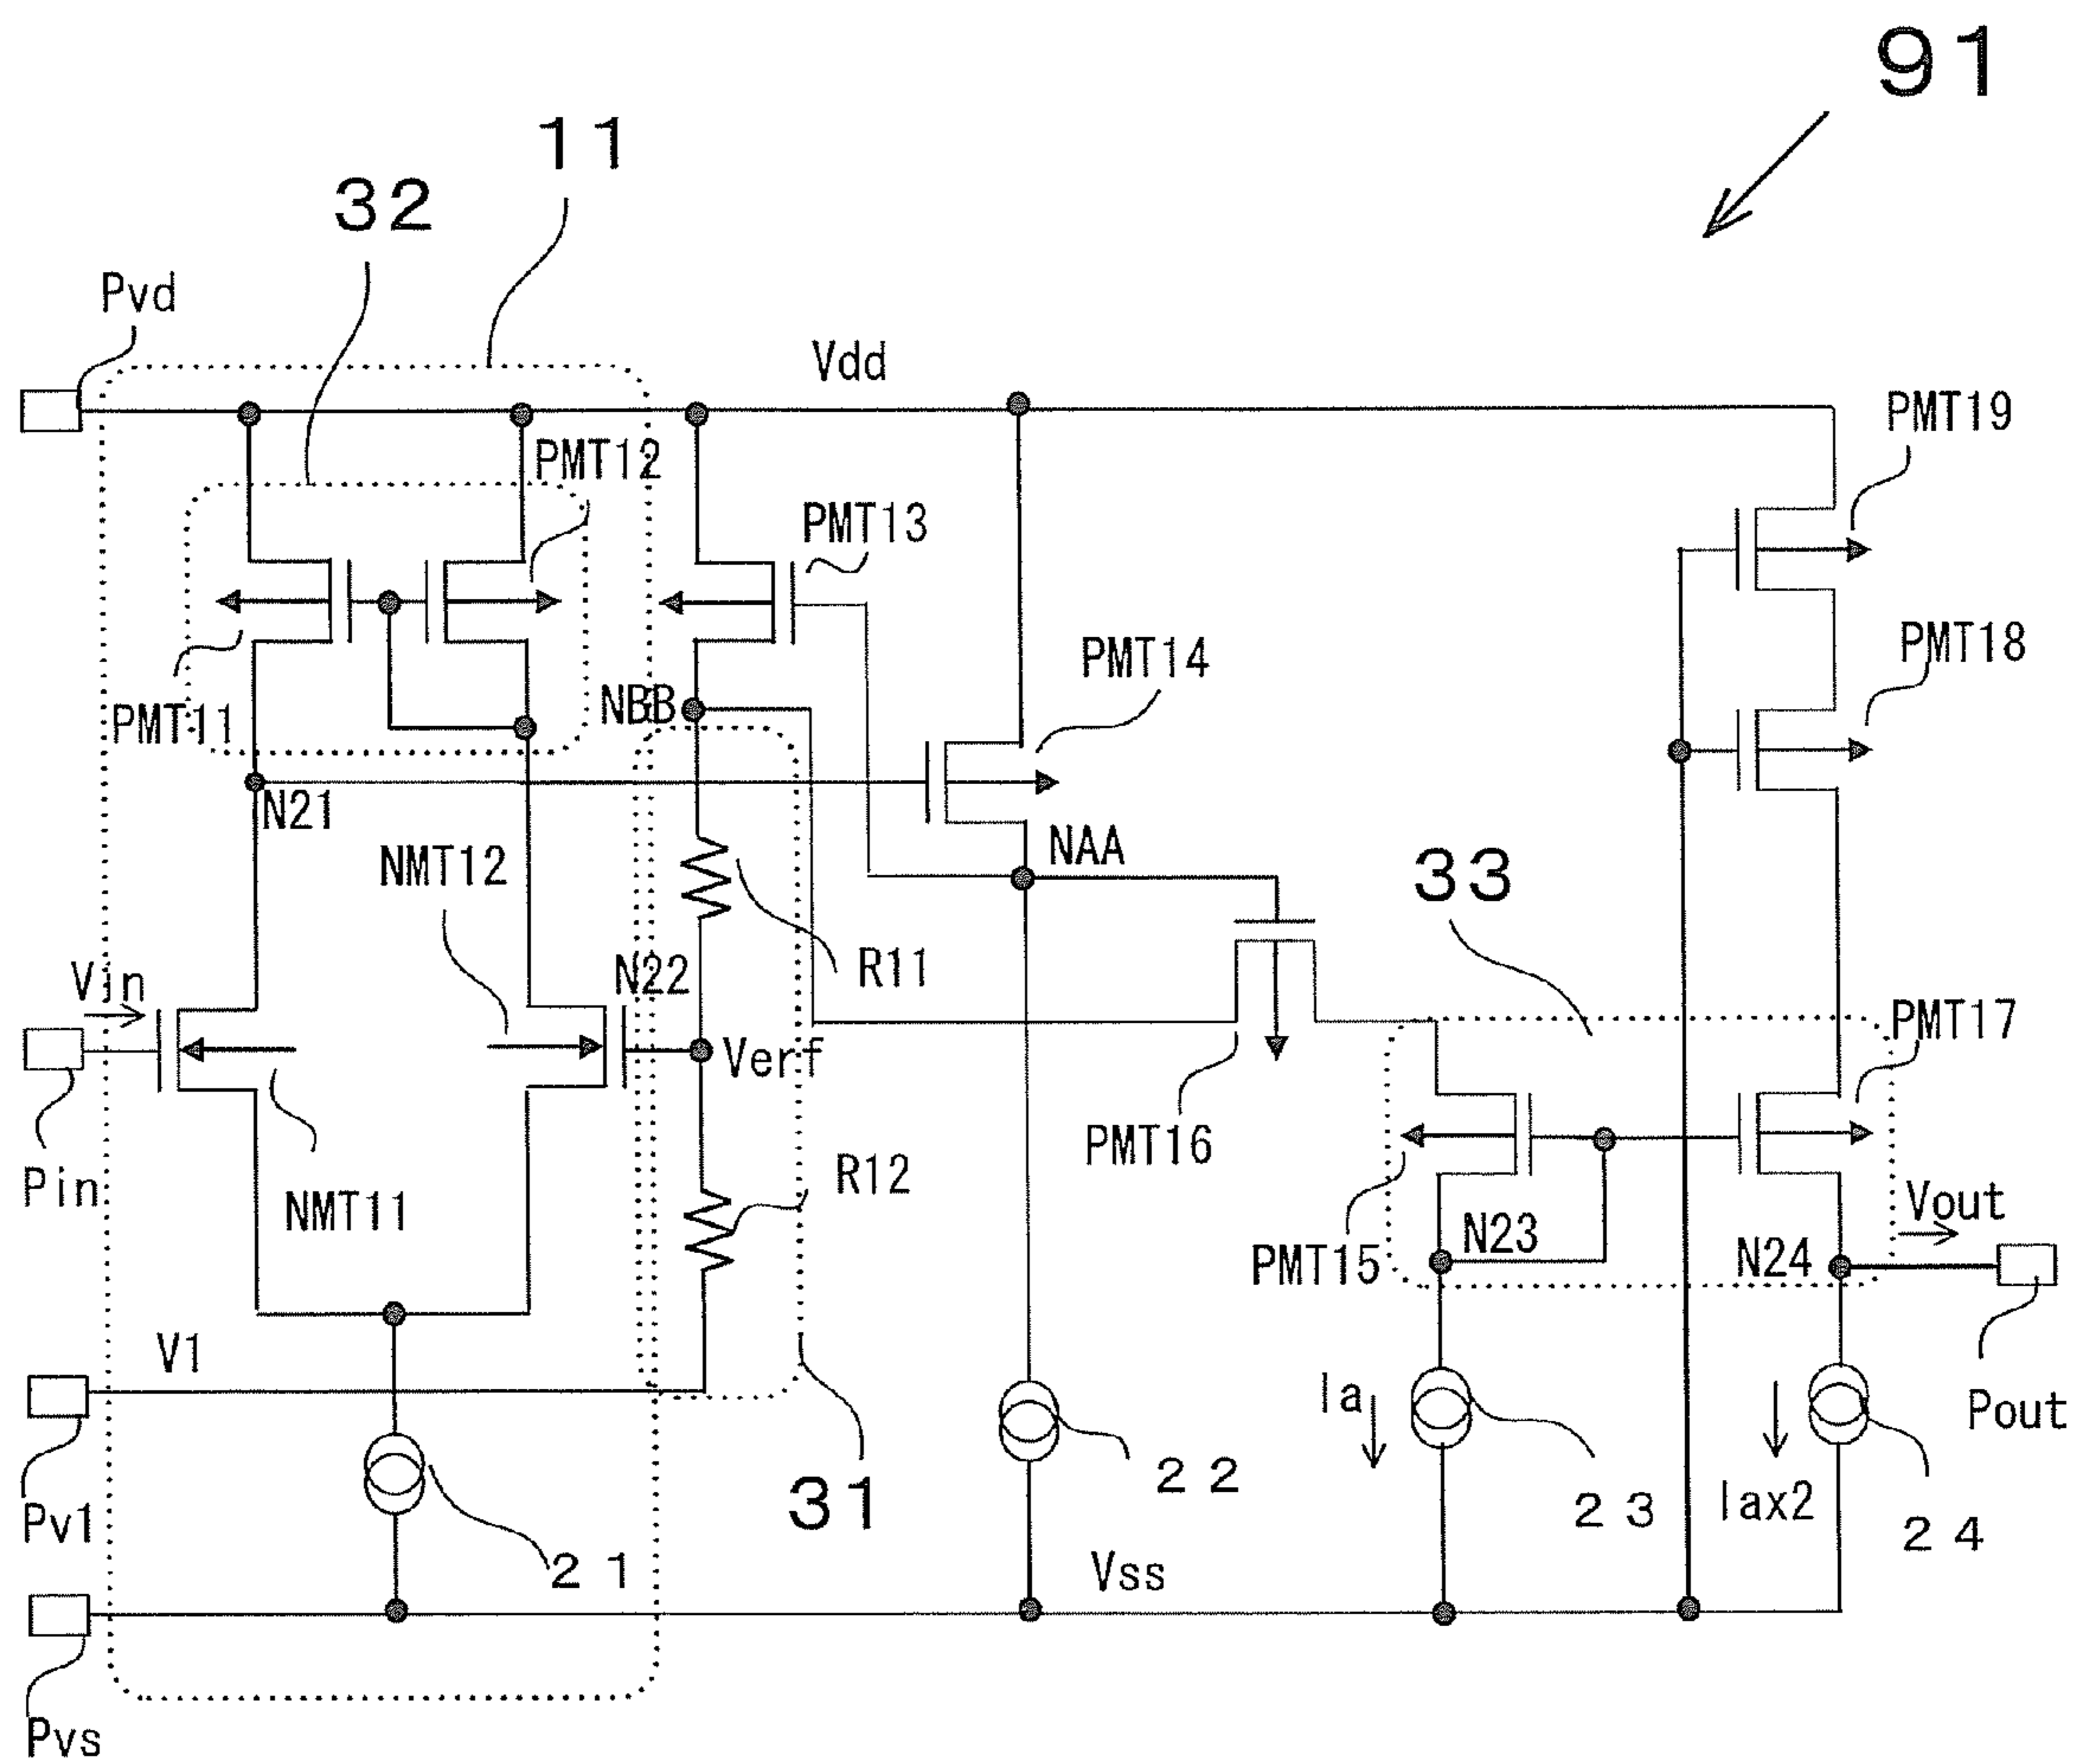 91
11
32
Pvd
Vdd
PMT19
PMT12
PMT13
PMT18
PMT14
NBB
PMT11
N21
NAA
NMT12
33
Vin
N22
R11
PMT17
Verf
PMT16
Pin
R12
NMT11
Vout
N23
PMT15
N24
V1
Ia
Pout
22
31
23
Iax2
24
Pv1
21
Vss
Pvs